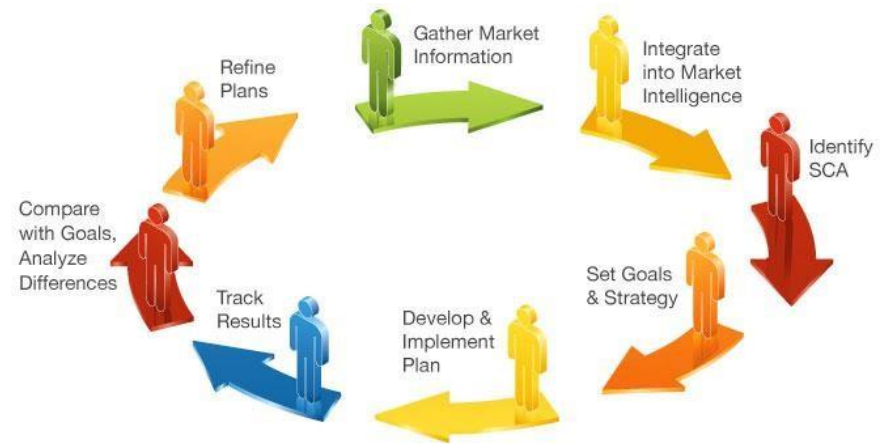 Gather Market
Information
Integrate
into Market
Intelligence
Identify
SCA
Set Goals
& Strategy
Develop &
Implement
Plan
Track
Results
Compare
with Goals,
Analyze
Differences
Refine
Plans